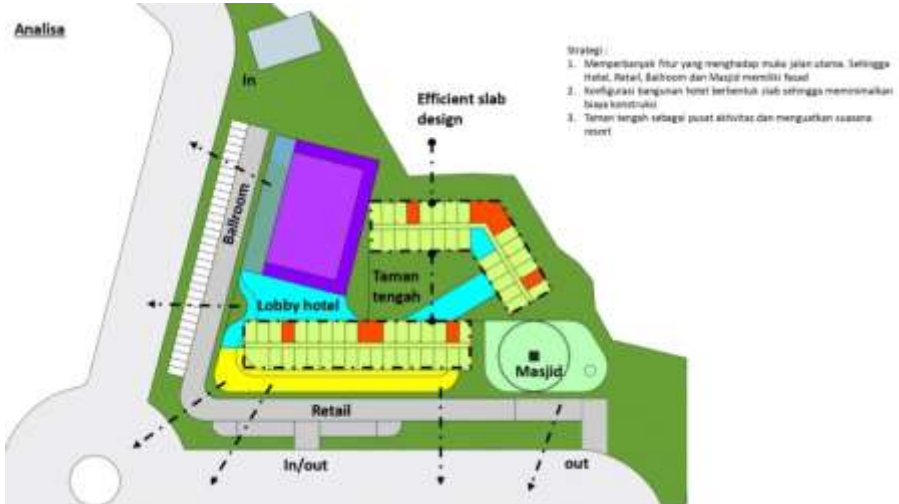 Analisa
Strategi :
1. Memperbanyak fitur yang menghadap muka jalan utama. Sehingga
Hotel, Retail, Ballroom dan Masjid memiliki fasad
2. Konfigurasi bangunan hotel berbentuk slab sehingga meminimalkan
biaya konstruksi
3. Taman tengah sebagai pusat aktivitas dan menguatkan suasana
resort
In
Efficient slab
design
Ballroom
Taman
tengah
Lobby hotel
Masjid
Retail
In/out
out